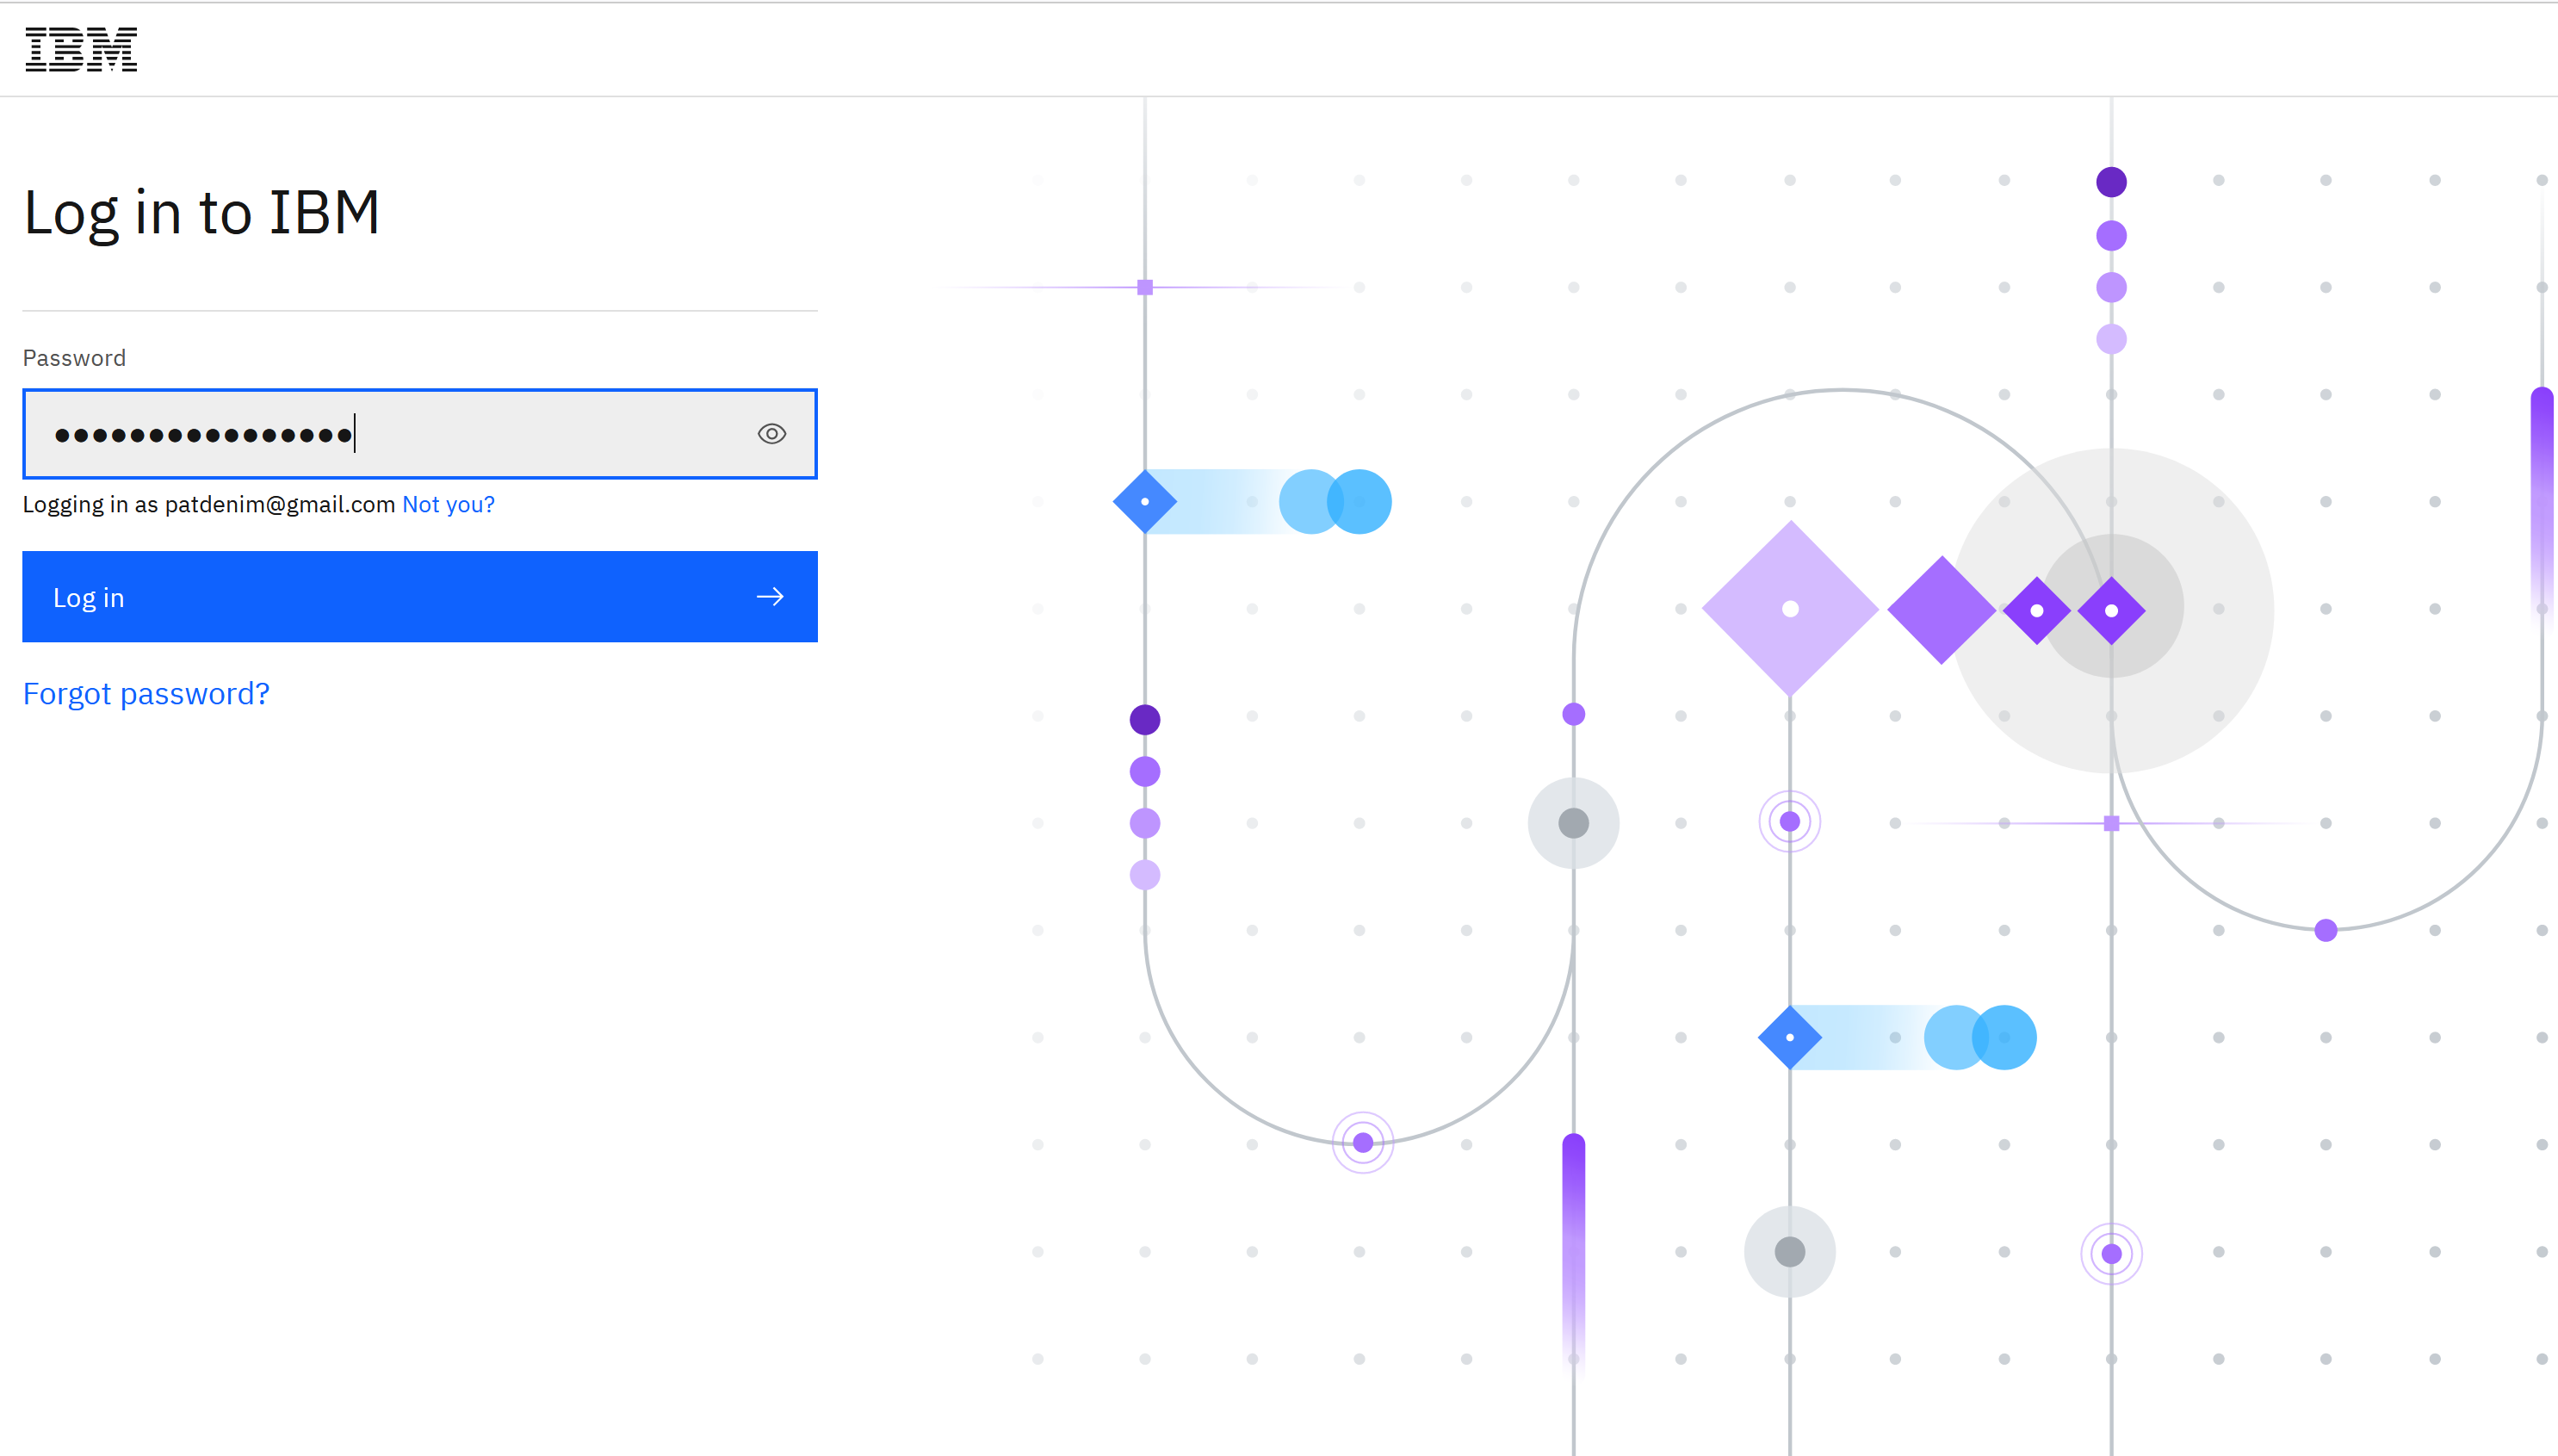 IBM
Log in to IBM
Password
••••••••••••••••
Logging in as patdenim@gmail.com Not you?
Log in
Forgot password?